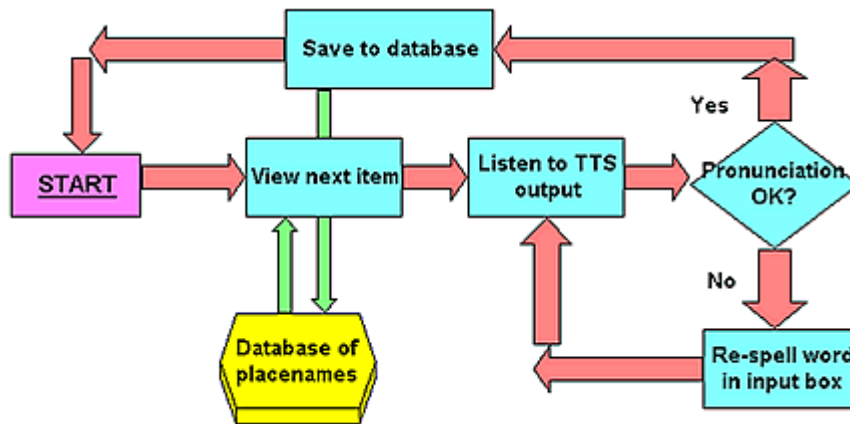 Save to database
Yes
START
View next item
Listen to TTS
output
Pronunciation
OK?
No
Database of
placenames
Re-spell word
in input box